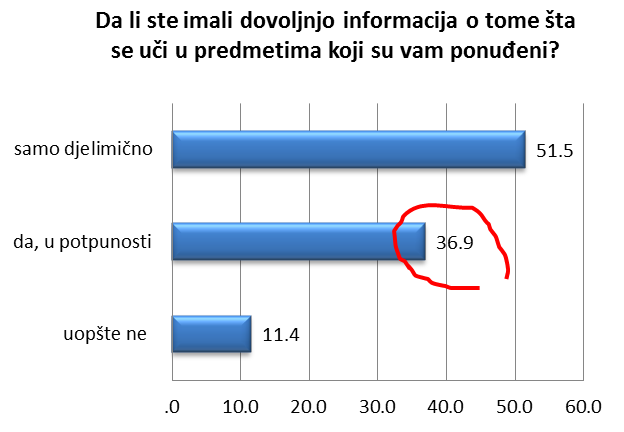 Da li ste imali dovoljnjo informacija o tome šta
se uči u predmetima koji su vam ponuđeni?
samo djelimično
51.5
da, u potpunosti
36.9
uopšte ne
11.4
.0 10.0 20.0 30.0 40.0 50.0 60.0